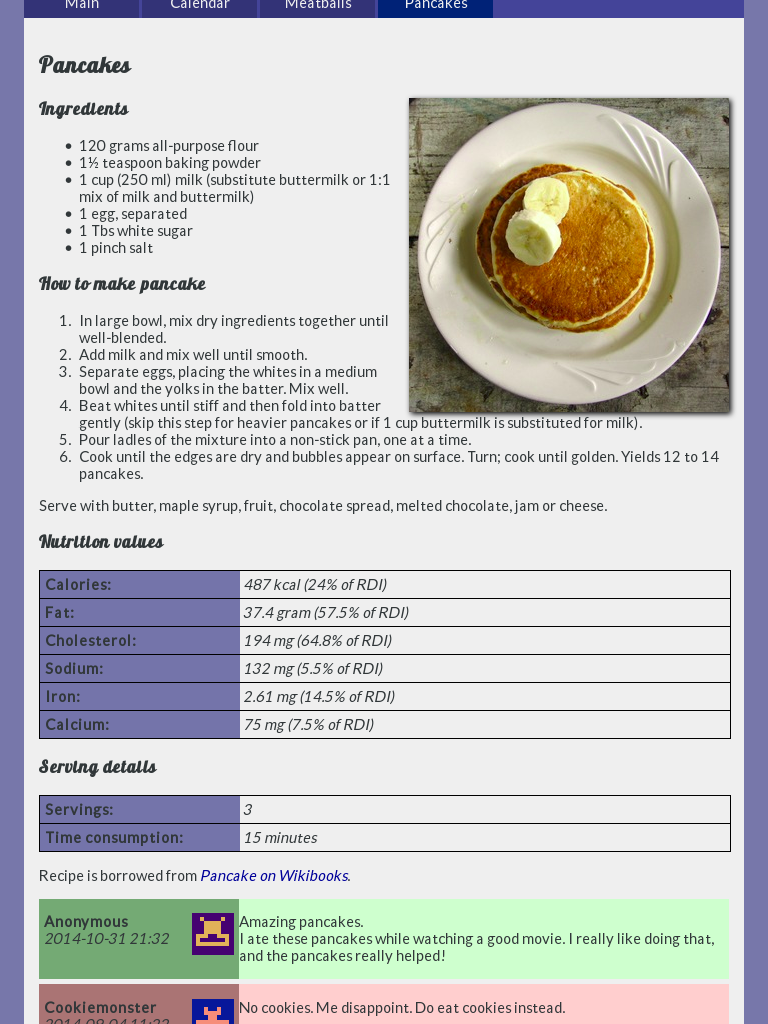 Main Calendar Meatballs Pancakes
Pancakes
Ingredients
• 120 grams all-purpose flour
• 1½ teaspoon baking powder
• 1 cup (250 ml) milk (substitute buttermilk or 1:1
mix of milk and buttermilk)
• 1 egg, separated
• 1 Tbs white sugar
• 1 pinch salt
How to make pancake
1. In large bowl, mix dry ingredients together until
well-blended.
2. Add milk and mix well until smooth.
3. Separate eggs, placing the whites in a medium
bowl and the yolks in the batter. Mix well.
4. Beat whites until stiff and then fold into batter
gently (skip this step for heavier pancakes or if 1 cup buttermilk is substituted for milk).
5. Pour ladles of the mixture into a non-stick pan, one at a time.
6. Cook until the edges are dry and bubbles appear on surface. Turn; cook until golden. Yields 12 to 14
pancakes.
Serve with butter, maple syrup, fruit, chocolate spread, melted chocolate, jam or cheese.
Nutrition values
Calories: 487 kcal (24% of RDI)
Fat: 37.4 gram (57.5% of RDI)
Cholesterol: 194 mg (64.8% of RDI)
Sodium: 132 mg (5.5% of RDI)
Iron: 2.61 mg (14.5% of RDI)
Calcium: 75 mg (7.5% of RDI)
Serving details
Servings: 3
Time consumption: 15 minutes
Recipe is borrowed from Pancake on Wikibooks.
Anonymous
2014-10-31 21:32
Amazing pancakes.
I ate these pancakes while watching a good movie. I really like doing that,
and the pancakes really helped!
Cookiemonster
No cookies. Me disappoint. Do eat cookies instead.